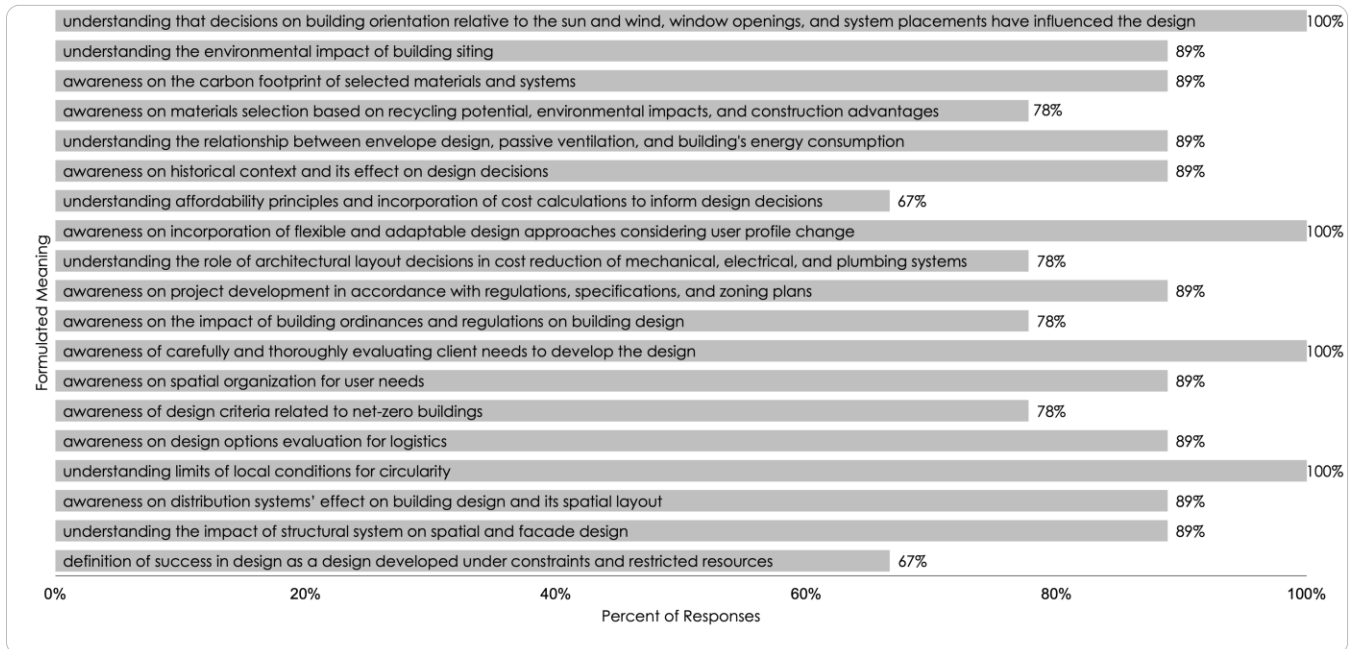 understanding that decisions on building orientation relative to the sun and wind, window openings, and system placements have influenced the design 100%
understanding the environmental impact of building siting 89%
awareness on the carbon footprint of selected materials and systems 89%
awareness on materials selection based on recycling potential, environmental impacts, and construction advantages 78%
understanding the relationship between envelope design, passive ventilation, and building's energy consumption 89%
awareness on historical context and its effect on design decisions 89%
understanding affordability principles and incorporation of cost calculations to inform design decisions 67%
awareness on incorporation of flexible and adaptable design approaches considering user profile change 100%
understanding the role of architectural layout decisions in cost reduction of mechanical, electrical, and plumbing systems 78%
awareness on project development in accordance with regulations, specifications, and zoning plans 89%
awareness on the impact of building ordinances and regulations on building design 78%
awareness of carefully and thoroughly evaluating client needs to develop the design 100%
awareness on spatial organization for user needs 89%
awareness of design criteria related to net-zero buildings 78%
awareness on design options evaluation for logistics 89%
understanding limits of local conditions for circularity 100%
awareness on distribution systems’ effect on building design and its spatial layout 89%
understanding the impact of structural system on spatial and facade design 89%
definition of success in design as a design developed under constraints and restricted resources 67%
Formulated Meaning
0% 20% 40% 60% 80% 100%
Percent of Responses